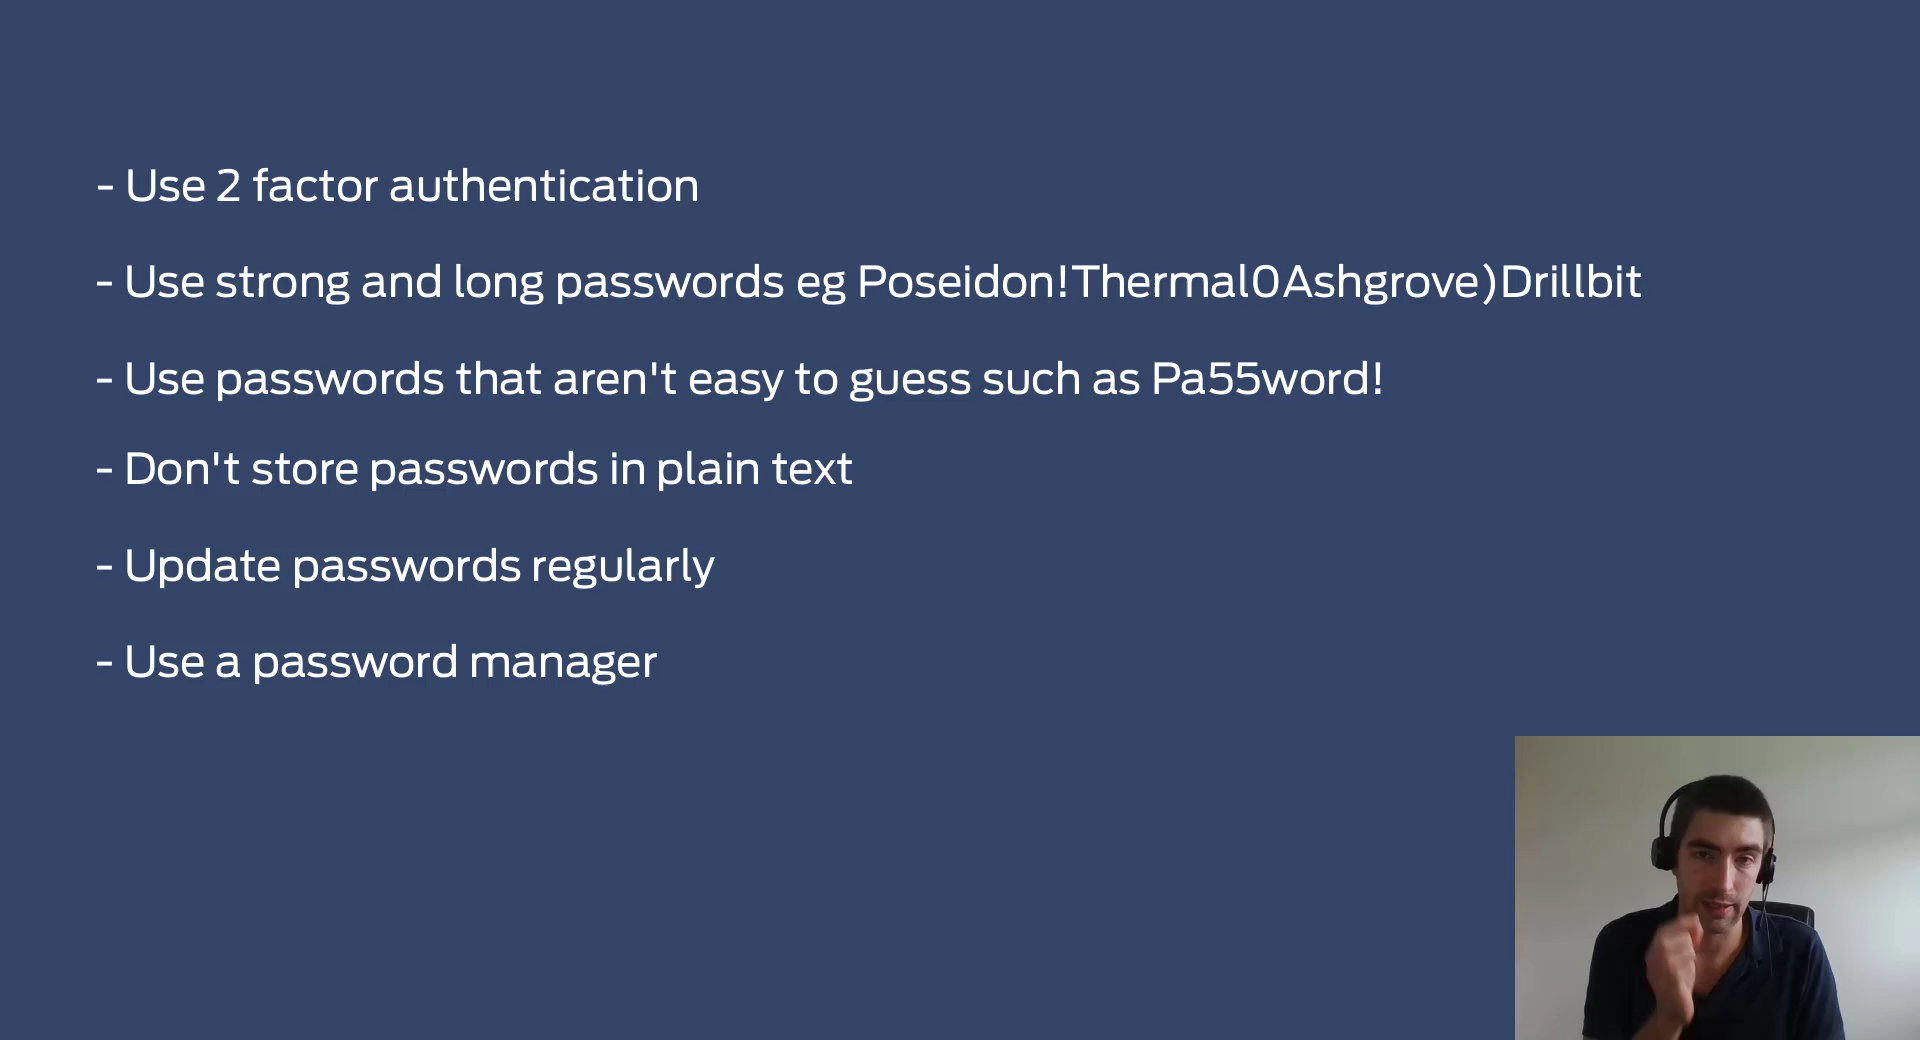 - Use 2 factor authentication
- Use strong and long passwords eg Poseidon!Thermal0Ashgrove)Drillbit
- Use passwords that aren't easy to guess such as Pa55word!
- Don't store passwords in plain text
- Update passwords regularly
- Use a password manager